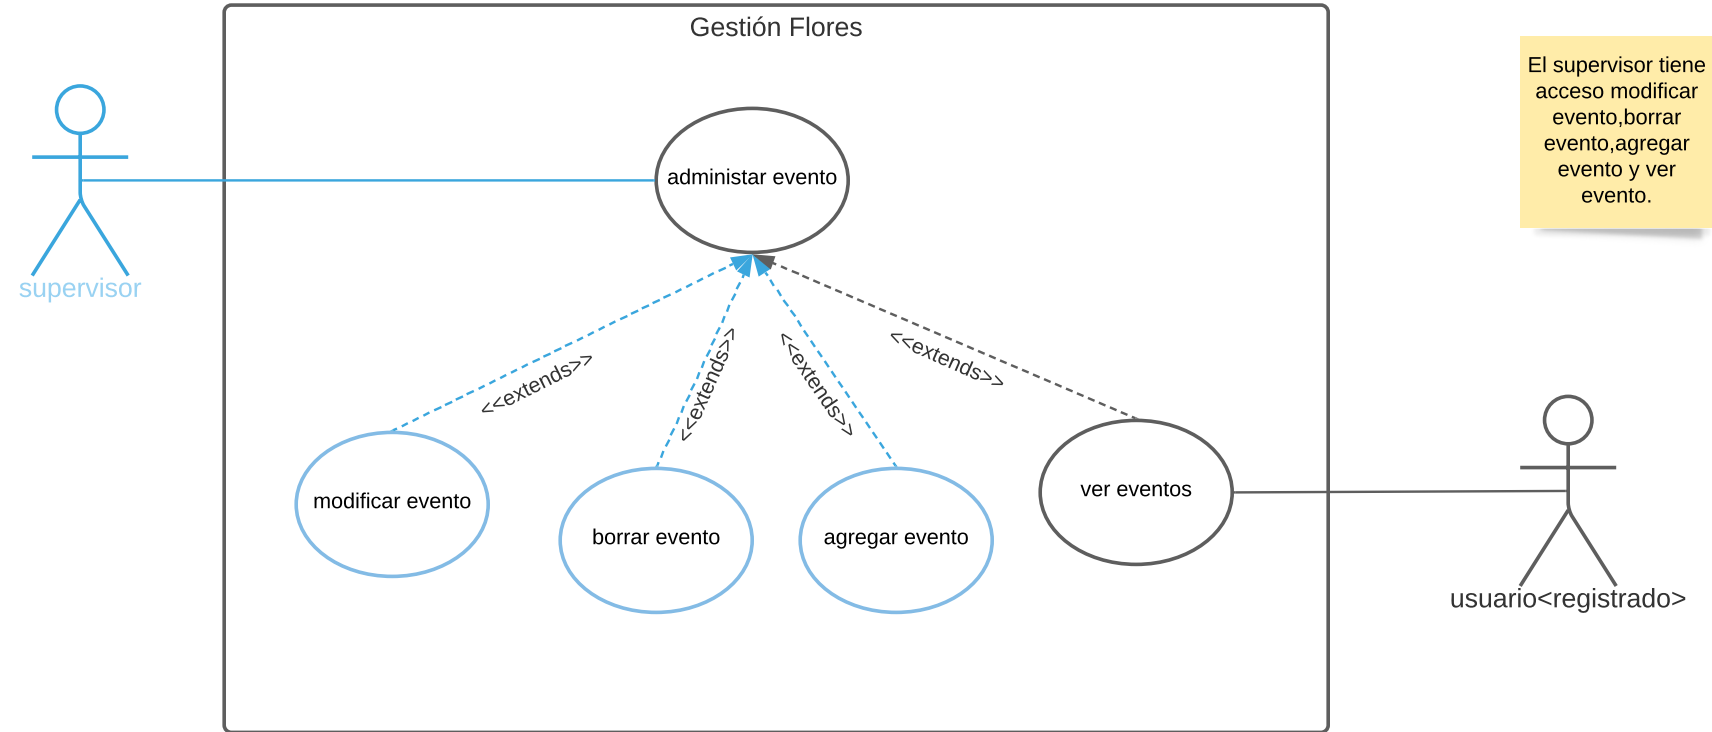 Gestión Flores
El supervisor tiene
acceso modificar
evento,borrar
evento,agregar
evento y ver
evento.
administar evento
supervisor
<<extends>>
<<extends>>
<<extends>>
<<extends>>
modificar evento
borrar evento
agregar evento
ver eventos
usuario<registrado>